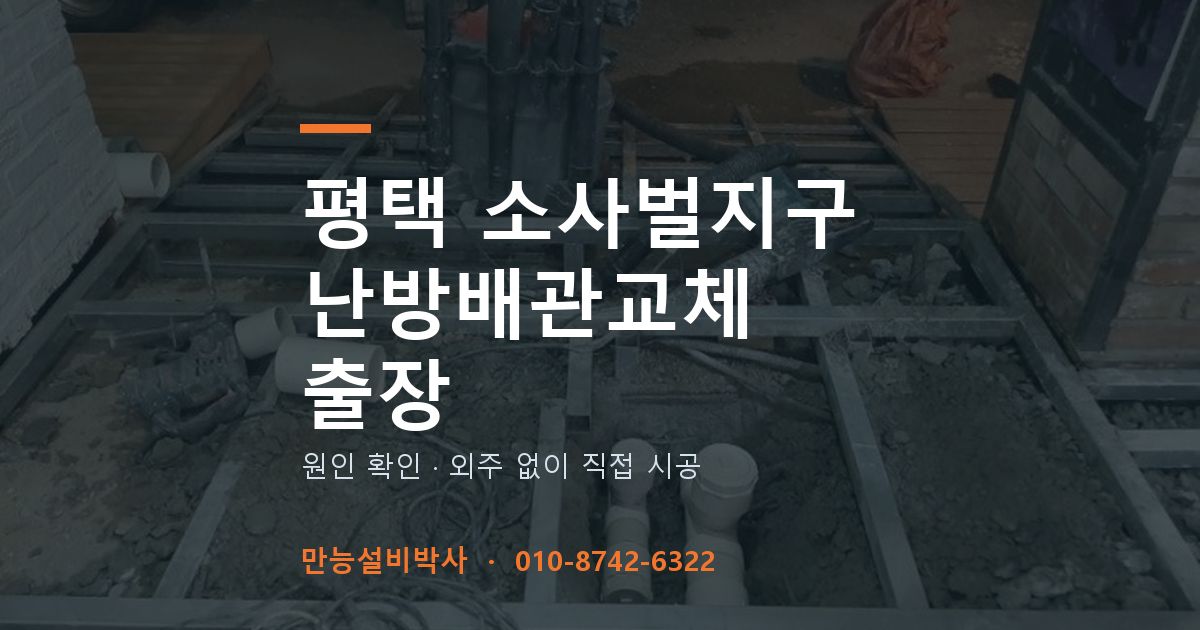 평택 소사벌지구
난방배관교체
출장
원인 확인 · 외주 없이 직접 시공
만능설비박사 · 010-8742-6322